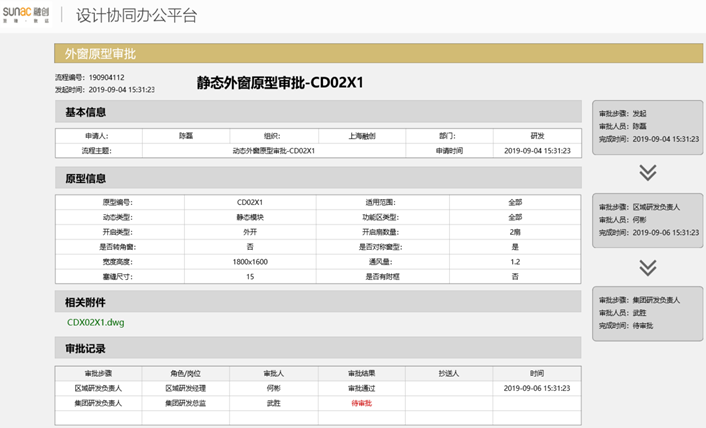 sunac 融创
设计协同办公平台
外窗原型审批
流程编号：190904112
发起时间：2019-09-04 15:31:23
静态外窗原型审批-CD02X1
基本信息
申请人： 陈磊 组织： 上海融创 部门： 研发
流程主题： 动态外窗原型审批-CD02X1 申请时间 2019-09-04 15:31:23
原型信息
原型编号： CD02X1 适用范围： 全部
动态类型： 静态模块 功能区类型： 全部
开启类型： 外开 开启扇数量： 2扇
是否转角窗： 否 是否对称窗型： 是
宽度高度： 1800x1600 通风量： 1.2
塞缝尺寸： 15 是否有附框 否
相关附件
CDX02X1.dwg
审批记录
审批步骤 角色/岗位 审批人 审批结果 抄送人 时间
区域研发负责人 区域研发经理 何彬 审批通过 2019-09-06 15:31:23
集团研发负责人 集团研发总监 武胜 待审批
审批步骤：发起
审批人员：陈磊
完成时间：2019-09-04 15:31:23
审批步骤：区域研发负责人
审批人员：何彬
完成时间：2019-09-06 15:31:23
审批步骤：集团研发负责人
审批人员：武胜
完成时间：待审批